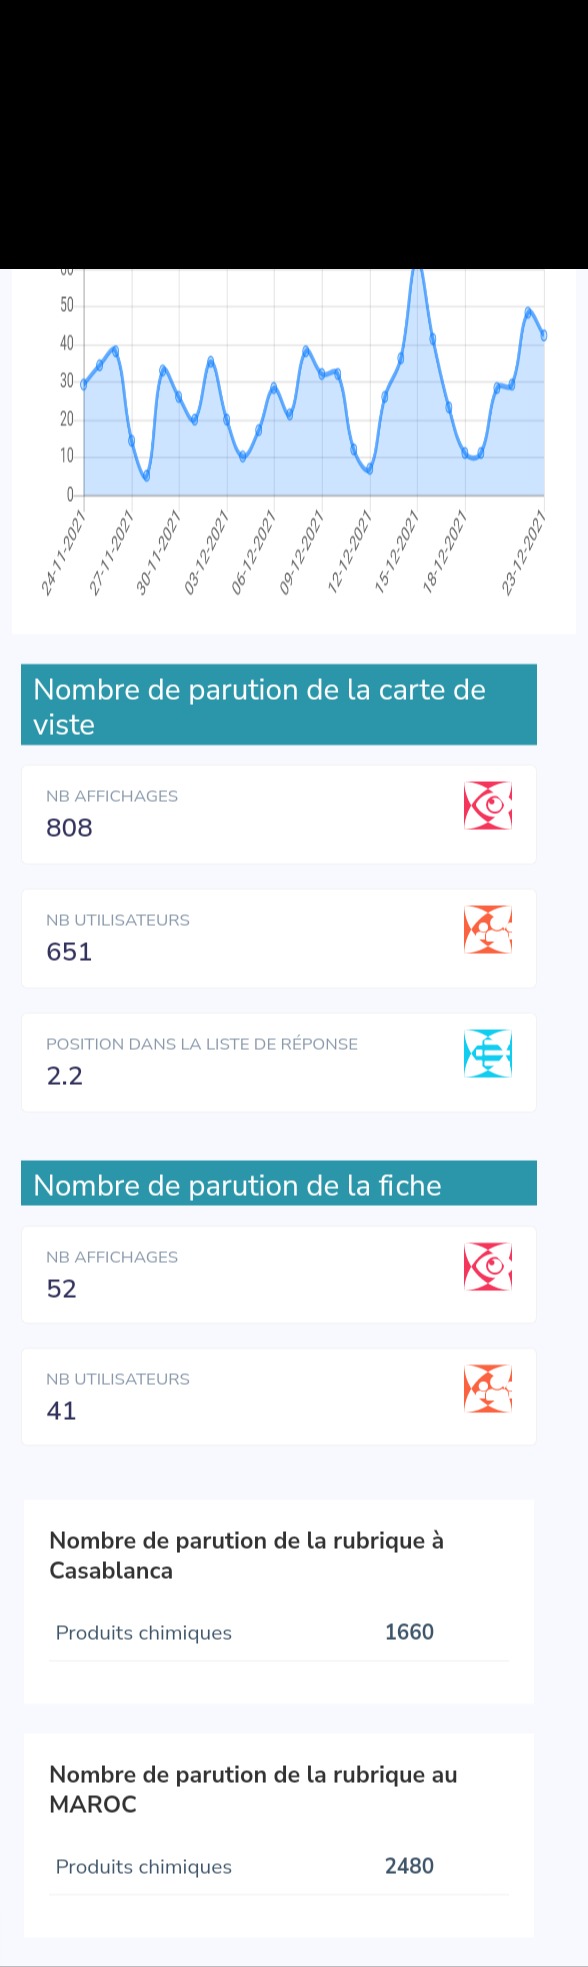 50
40
30
20
10
0
24-11-2021
27-11-2021
30-11-2021
03-12-2021
06-12-2021
09-12-2021
12-12-2021
15-12-2021
18-12-2021
23-12-2021
Nombre de parution de la carte de
viste
NB AFFICHAGES
808
NB UTILISATEURS
651
POSITION DANS LA LISTE DE RÉPONSE
2.2
Nombre de parution de la fiche
NB AFFICHAGES
52
NB UTILISATEURS
41
Nombre de parution de la rubrique à
Casablanca
Produits chimiques 1660
Nombre de parution de la rubrique au
MAROC
Produits chimiques 2480